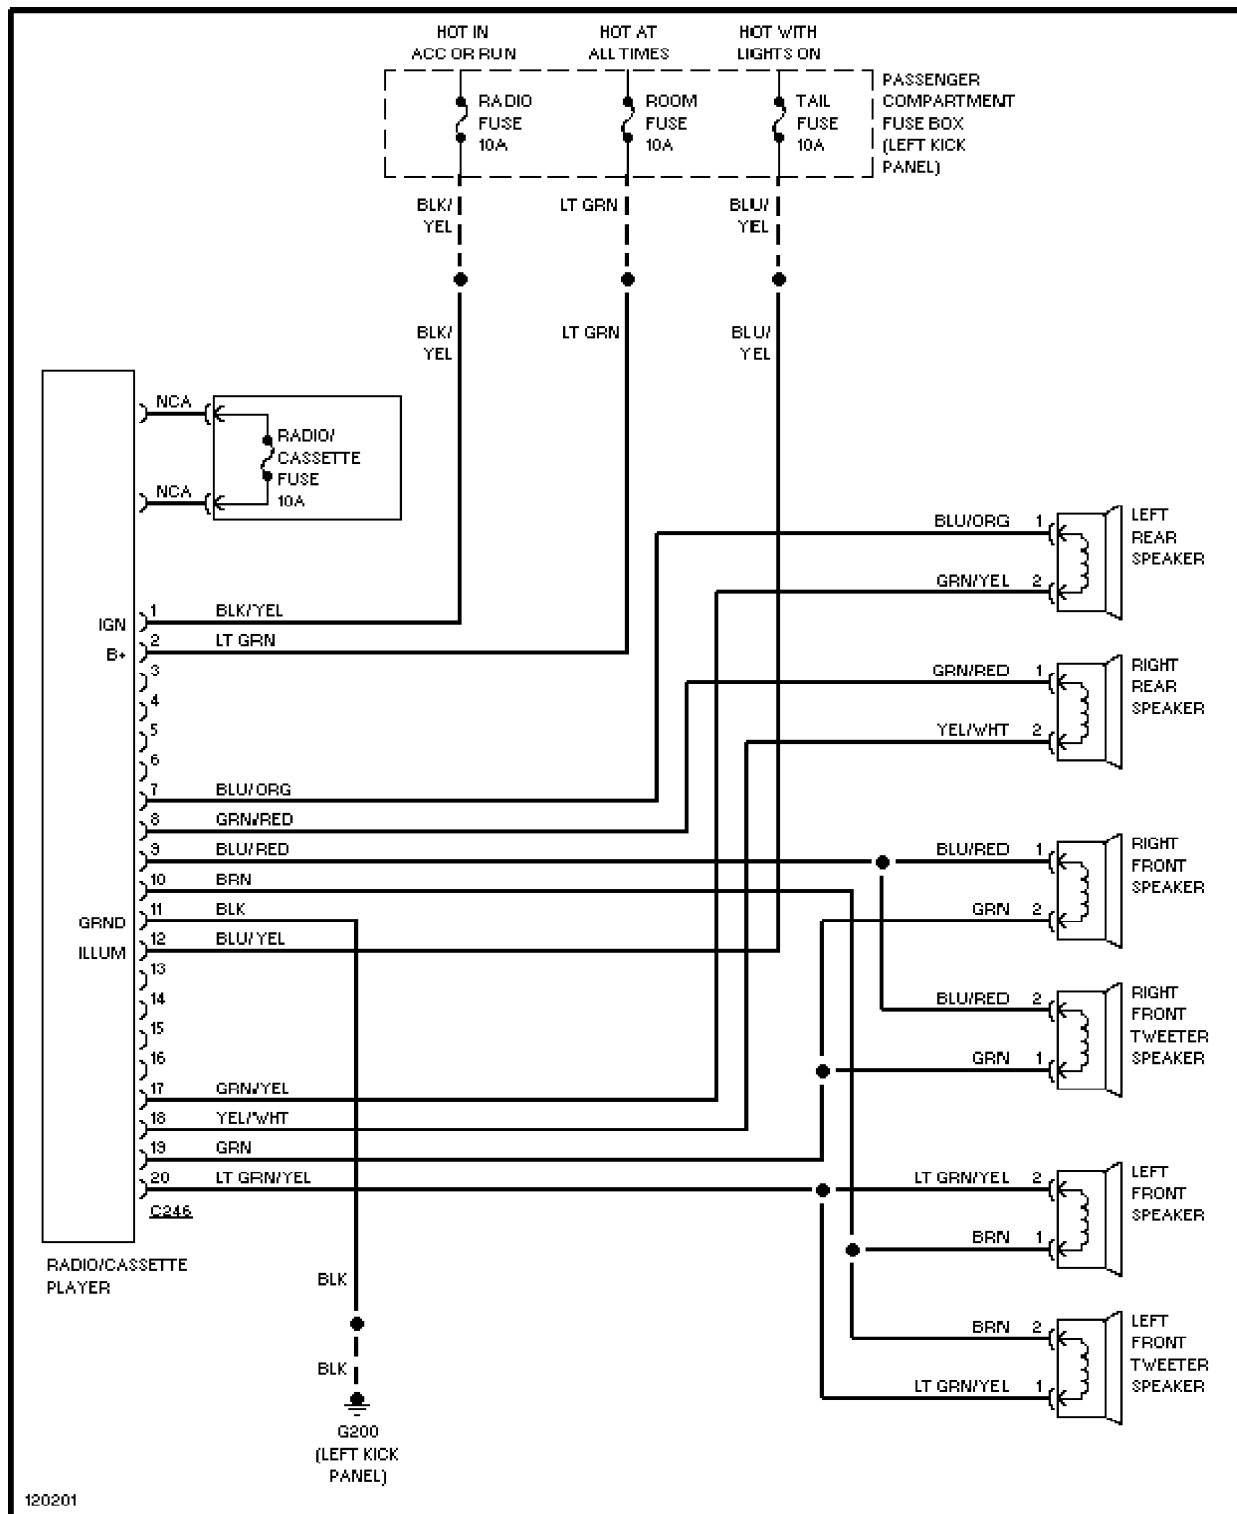 HOT IN
ACC OR RUN
HOT AT
ALL TIMES
HOT WITH
LIGHTS ON
RADIO
FUSE
10A
ROOM
FUSE
10A
TAIL
FUSE
10A
PASSENGER
COMPARTMENT
FUSE BOX
(LEFT KICK
PANEL)
BLK/
YEL
LT GRN
BLU/
YEL
BLK/
YEL
LT GRN
BLU/
YEL
NCA
NCA
RADIO/
CASSETTE
FUSE
10A
IGN 1 BLK/YEL
B+ 2 LT GRN
3
4
5
6
7 BLU/ORG
8 GRN/RED
9 BLU/RED
10 BRN
GRND 11 BLK
ILLUM 12 BLU/YEL
13
14
15
16
17 GRN/YEL
18 YEL/WHT
19 GRN
20 LT GRN/YEL
C246
RADIO/CASSETTE
PLAYER
BLU/ORG 1
GRN/YEL 2
LEFT
REAR
SPEAKER
GRN/RED 1
YEL/WHT 2
RIGHT
REAR
SPEAKER
BLU/RED 1
GRN 2
RIGHT
FRONT
SPEAKER
BLU/RED 2
GRN 1
RIGHT
FRONT
TWEETER
SPEAKER
LT GRN/YEL 2
BRN 1
LEFT
FRONT
SPEAKER
BRN 2
LT GRN/YEL 1
LEFT
FRONT
TWEETER
SPEAKER
BLK
BLK
G200
(LEFT KICK
PANEL)
120201